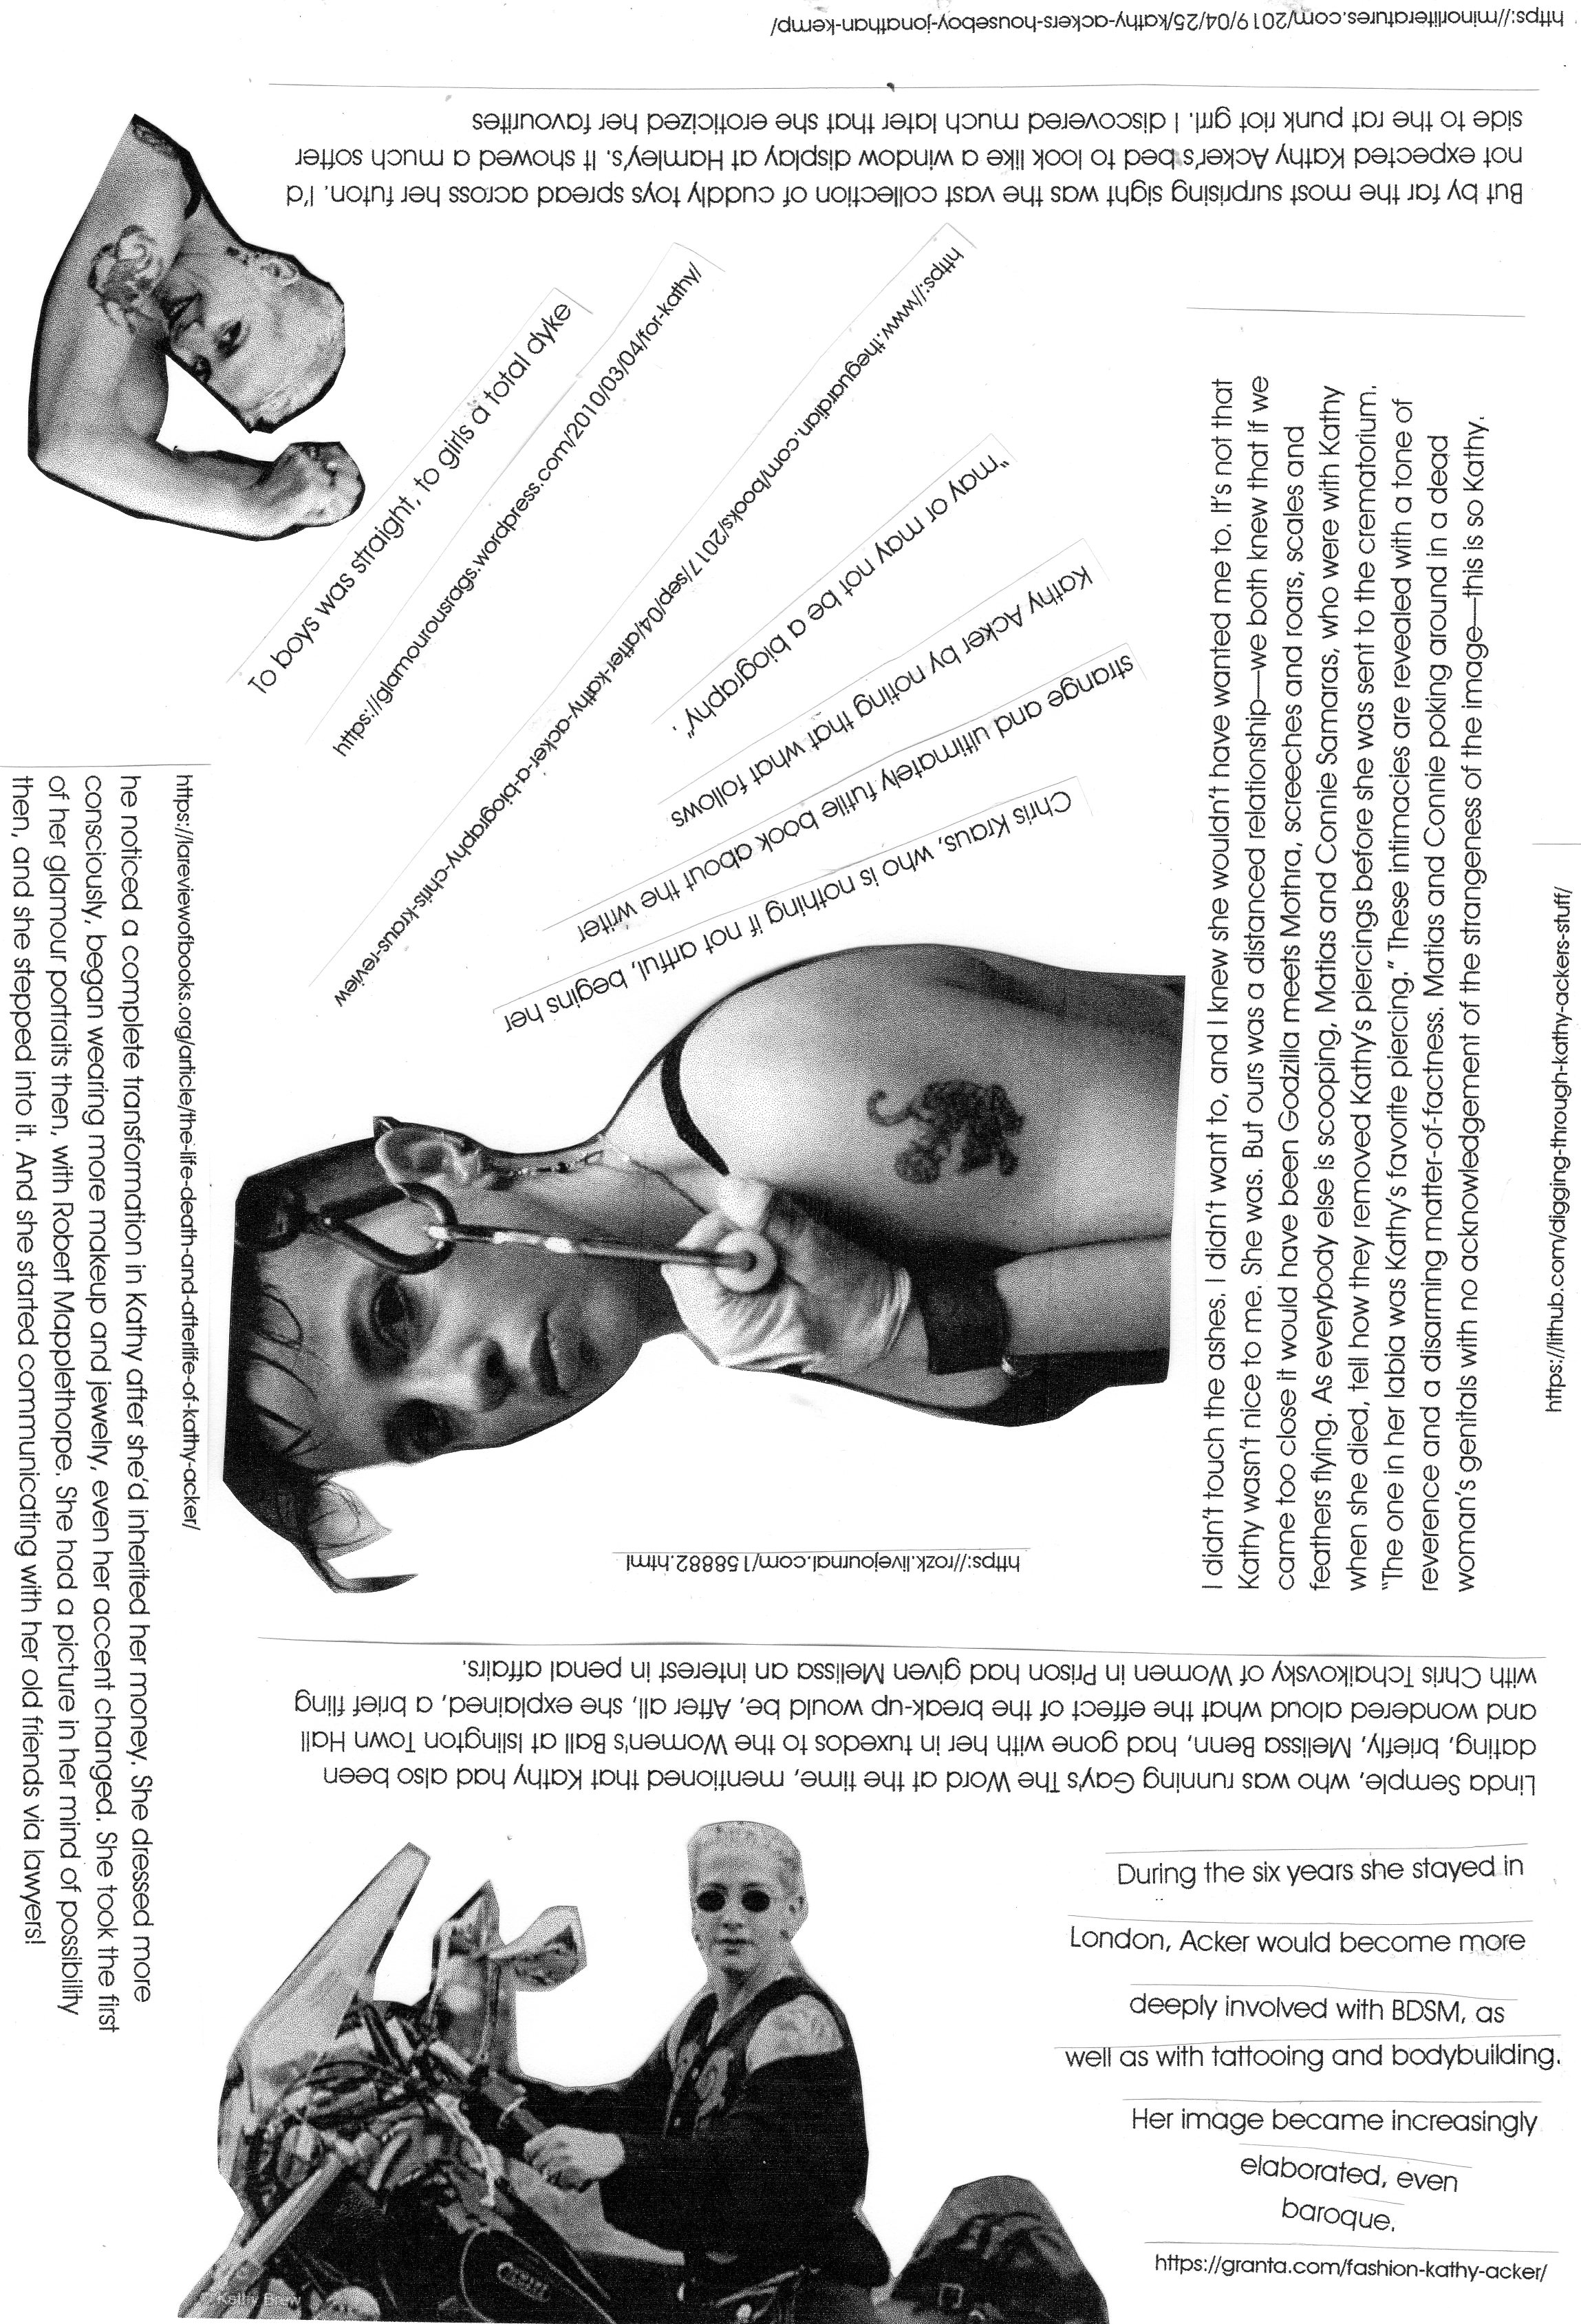 https://minorliteratures.com/2019/04/25/kathy-ackers-houseboy-jonathan-kemp/
But by far the most surprising sight was the vast collection of cuddly toys spread across her futon. I'd
not expected Kathy Acker's bed to look like a window display at Hamley's. It showed a much softer
side to the rat punk riot grrl. I discovered much later that she eroticized her favourites
To boys was straight, to girls a total dyke
https://glamourousrags.wordpress.com/2010/03/04/for-kathy/
https://www.theguardian.com/books/2017/sep/04/after-kathy-acker-a-biography-chris-kraus-review
Chris Kraus, who is nothing if not artful, begins her
strange and ultimately futile book about the writer
Kathy Acker by noting that what follows
"may or may not be a biography".
I didn't touch the ashes. I didn't want to, and I knew she wouldn't have wanted me to. It's not that
Kathy wasn't nice to me. She was. But ours was a distanced relationship—we both knew that if we
came too close it would have been Godzilla meets Mothra, screeches and roars, scales and
feathers flying. As everybody else is scooping, Matias and Connie Samaras, who were with Kathy
when she died, tell how they removed Kathy's piercings before she was sent to the crematorium.
“The one in her labia was Kathy's favorite piercing.” These intimacies are revealed with a tone of
reverence and a disarming matter-of-factness. Matias and Connie poking around in a dead
woman's genitals with no acknowledgement of the strangeness of the image—this is so Kathy.
https://lithub.com/digging-through-kathy-ackers-stuff/
https://lareviewofbooks.org/article/the-life-death-and-afterlife-of-kathy-acker/
he noticed a complete transformation in Kathy after she'd inherited her money. She dressed more
consciously, began wearing more makeup and jewelry, even her accent changed. She took the first
of her glamour portraits then, with Robert Mapplethorpe. She had a picture in her mind of possibility
then, and she stepped into it. And she started communicating with her old friends via lawyers!
https://rozk.livejournal.com/158882.html
Linda Semple, who was running Gay's The Word at the time, mentioned that Kathy had also been
dating, briefly, Melissa Benn, had gone with her in tuxedos to the Women's Ball at Islington Town Hall
and wondered aloud what the effect of the break-up would be. After all, she explained, a brief fling
with Chris Tchaikovsky of Women in Prison had given Melissa an interest in penal affairs.
During the six years she stayed in
London, Acker would become more
deeply involved with BDSM, as
well as with tattooing and bodybuilding.
Her image became increasingly
elaborated, even
baroque.
https://granta.com/fashion-kathy-acker/
© Kathy Brew